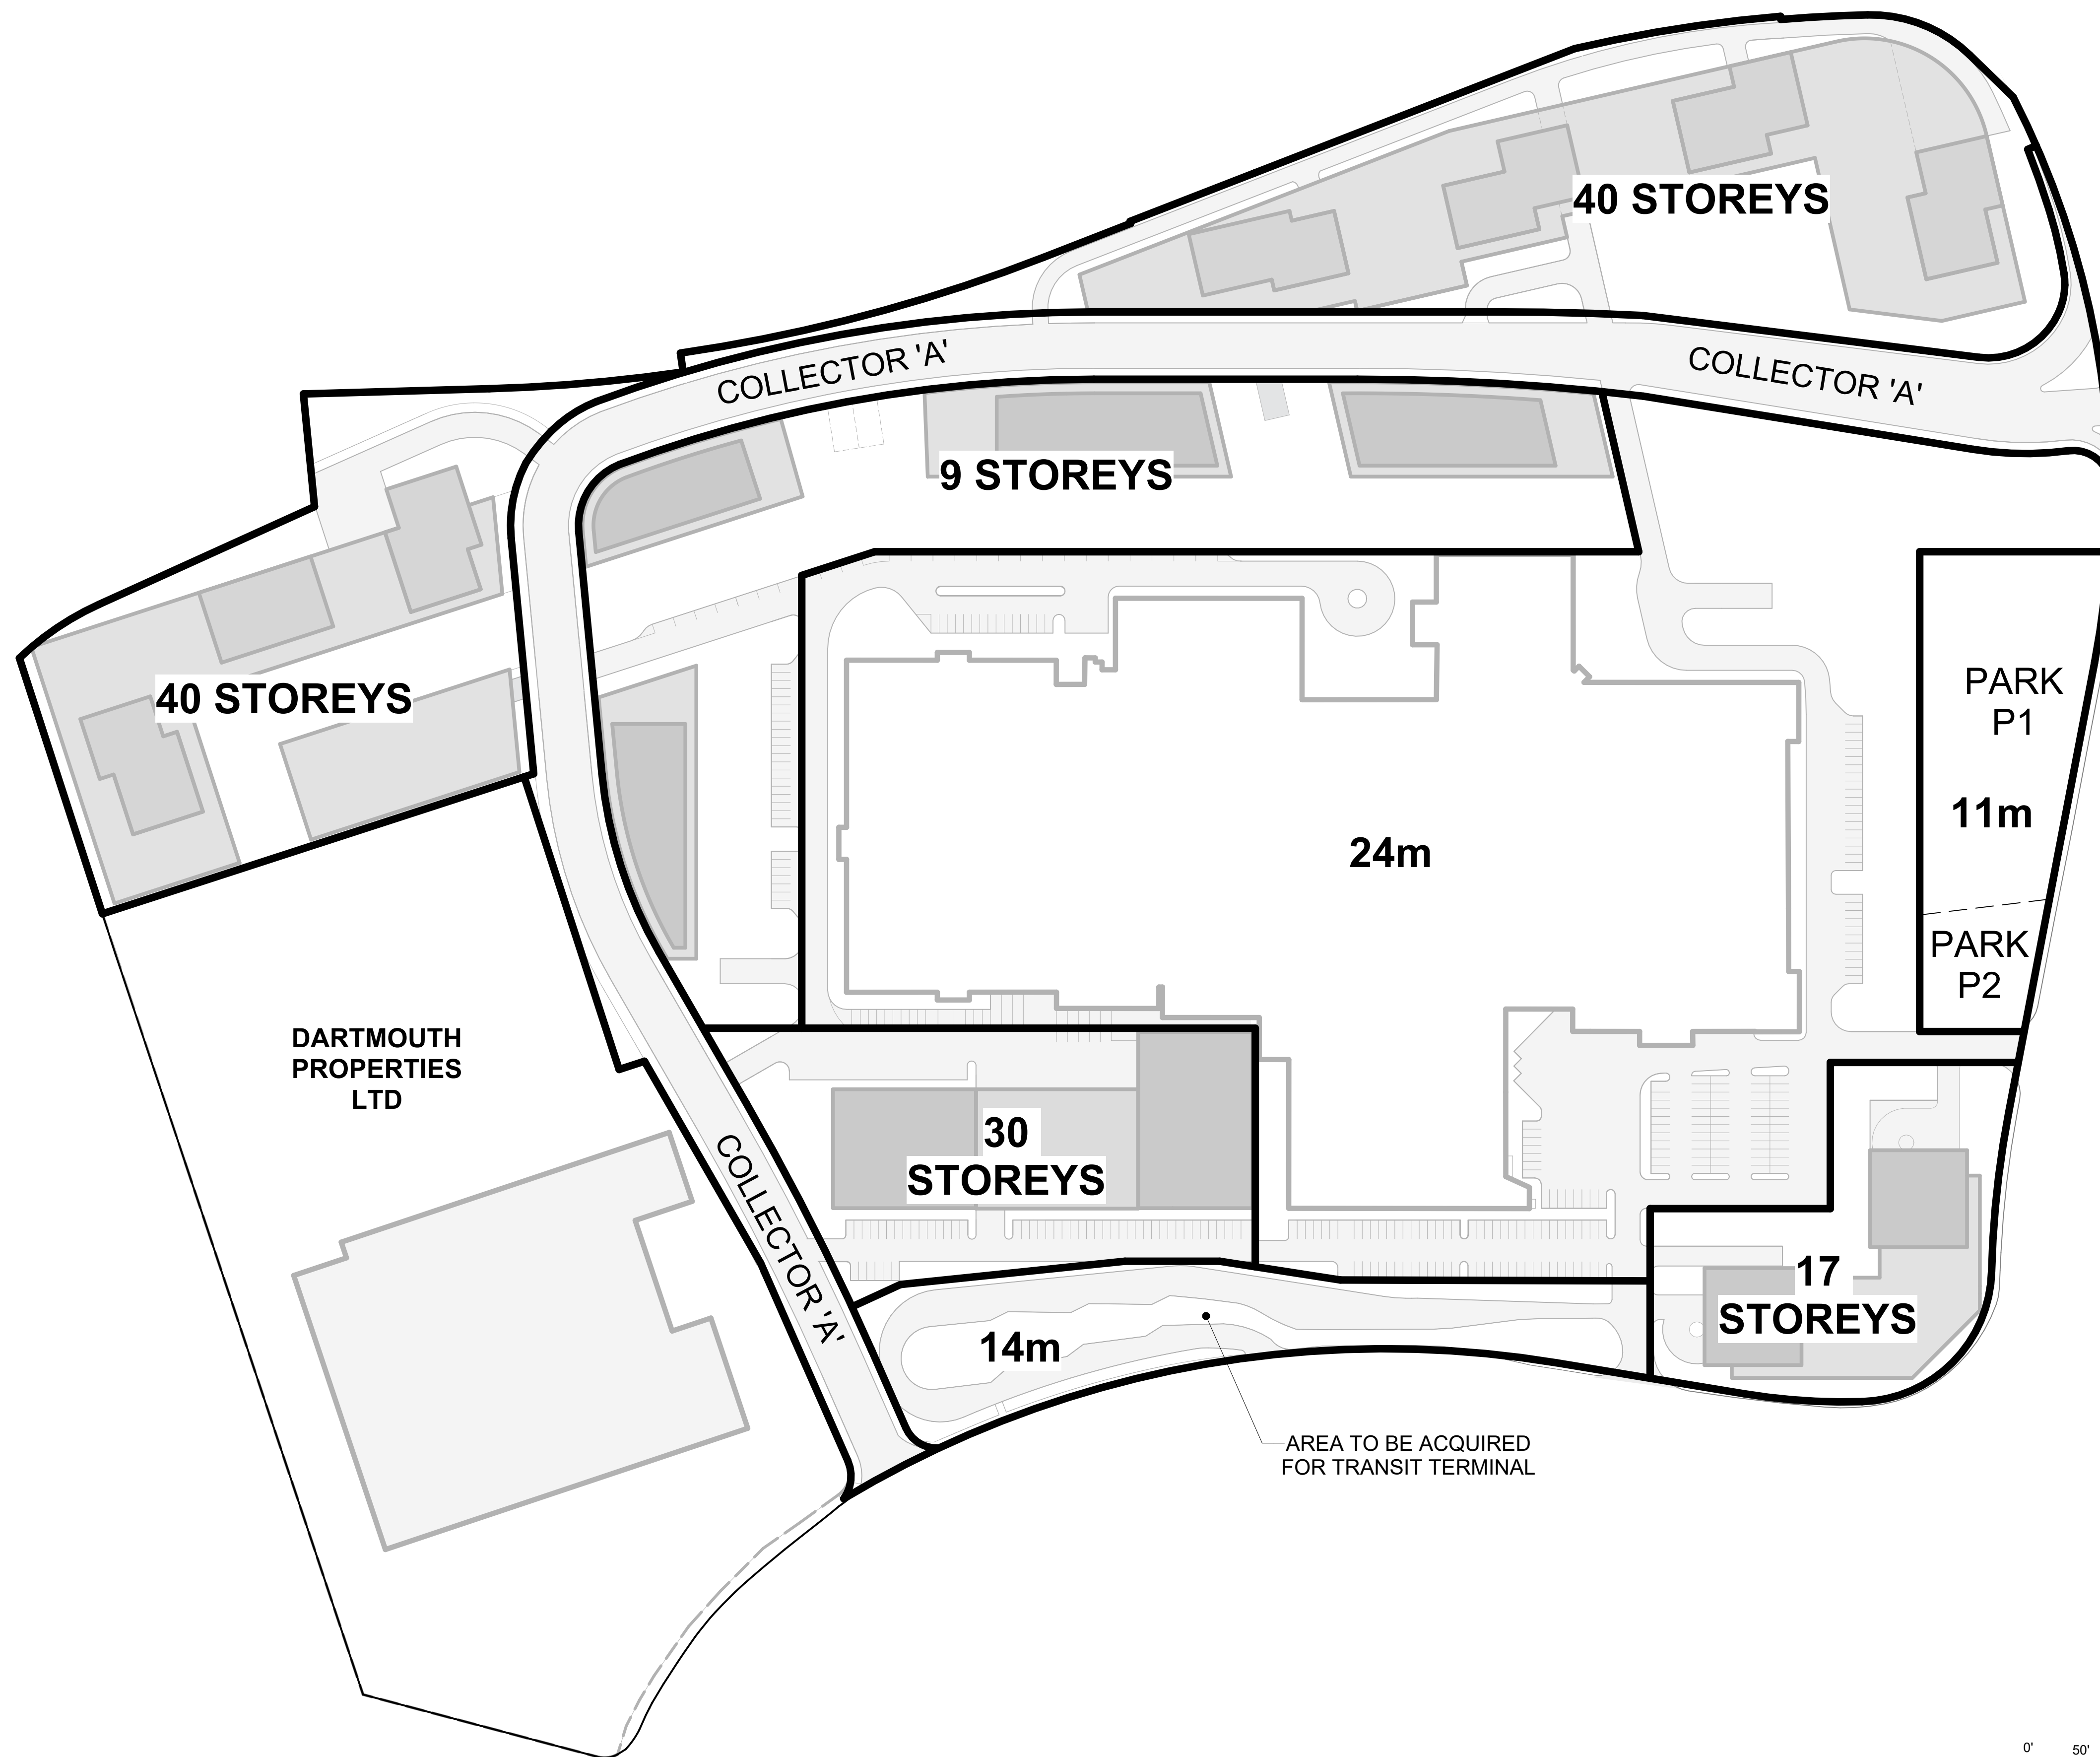 40 STOREYS
COLLECTOR 'A'
COLLECTOR 'A'
9 STOREYS
40 STOREYS
PARK
P1
24m
11m
PARK
P2
DARTMOUTH
PROPERTIES
LTD
30
STOREYS
COLLECTOR 'A'
17
STOREYS
14m
AREA TO BE ACQUIRED
FOR TRANSIT TERMINAL
0' 50'